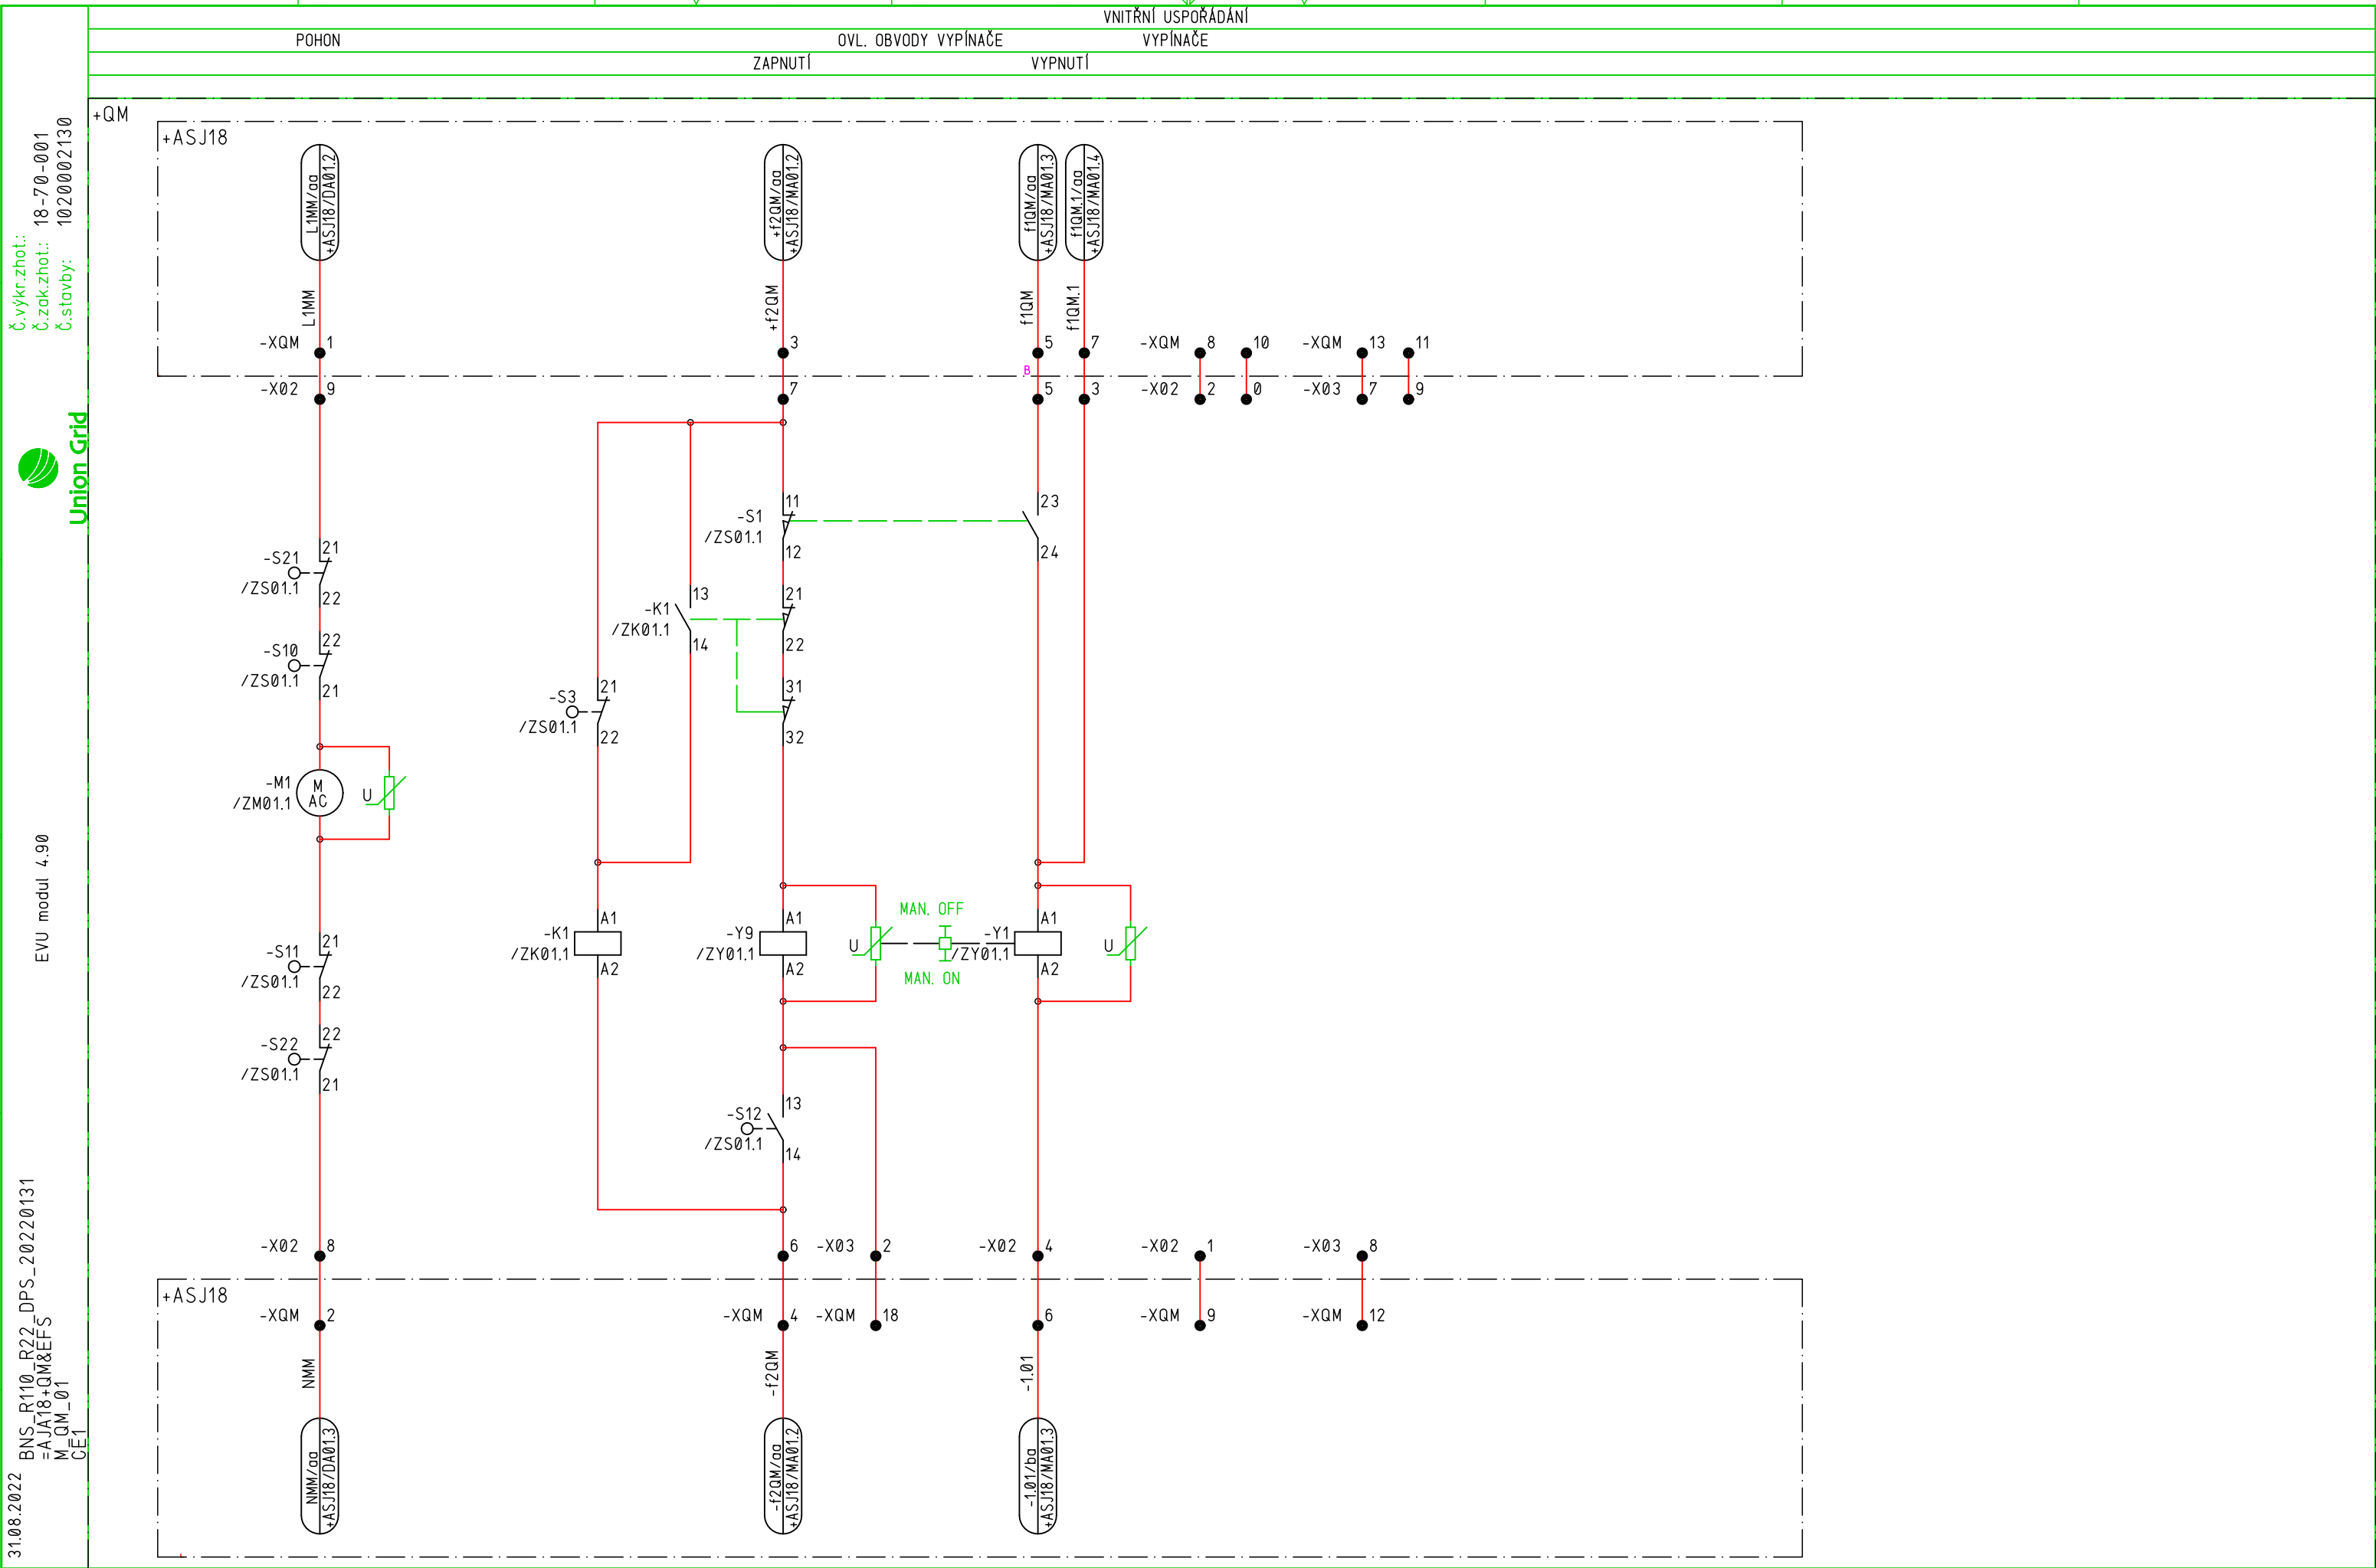 VNITŘNÍ USPOŘÁDÁNÍ
POHON
OVL. OBVODY VYPÍNAČE
VYPÍNAČE
ZAPNUTÍ
VYPNUTÍ
Č.výkr.zhot.:
Č.zak.zhot.: 18-70-001
Č.stavby: 102000002130
Union Grid
EVU modul 4.90
BNS_R110_R22_DPS_20220131
=AJA18+QM&EFS
M_QM_01
CE1
31.08.2022
+QM
+ASJ18
L1MM/aa
+ASJ18/DA01.2
+f2QM/aa
+ASJ18/MA01.2
f1QM/aa
+ASJ18/MA01.3
f1QM.1/aa
+ASJ18/MA01.4
L1MM
+f2QM
f1QM
f1QM.1
-XQM 1
3
5
7
-XQM 8
10
-XQM 13
11
B
-X02 9
7
5
3
-X02 2
0
-X03 7
9
11
-S1
/ZS01.1
12
23
24
21
-S21
/ZS01.1
22
13
-K1
/ZK01.1
14
21
22
22
-S10
/ZS01.1
21
21
-S3
/ZS01.1
22
31
32
-M1
/ZM01.1
M
AC
U
MAN. OFF
A1
-K1
/ZK01.1
A2
A1
-Y9
/ZY01.1
A2
U
A1
-Y1
/ZY01.1
A2
U
MAN. ON
21
-S11
/ZS01.1
22
22
-S22
/ZS01.1
21
13
-S12
/ZS01.1
14
-X02 8
6
-X03 2
-X02 4
-X02 1
-X03 8
+ASJ18
-XQM 2
-XQM 4
-XQM 18
6
-XQM 9
-XQM 12
NMM
-f2QM
-1.01
NMM/aa
+ASJ18/DA01.3
-f2QM/aa
+ASJ18/MA01.2
-1.01/ba
+ASJ18/MA01.3